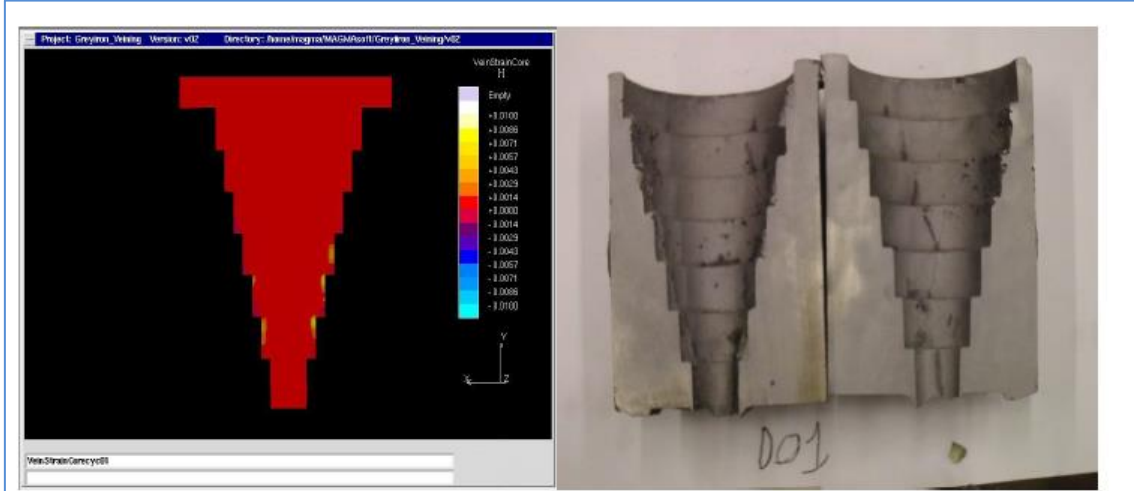 Project: Greyiron_Veining Version: v02 Directory: /home/magma/MAGMAsoft/Greyiron_Veining/v02
VeinStrainCore
Empty
+0.0100
+0.0086
+0.0071
+0.0057
+0.0043
+0.0029
+0.0014
+0.0000
-0.0014
-0.0029
-0.0043
-0.0057
-0.0071
-0.0086
-0.0100
Y
X
Z
D01